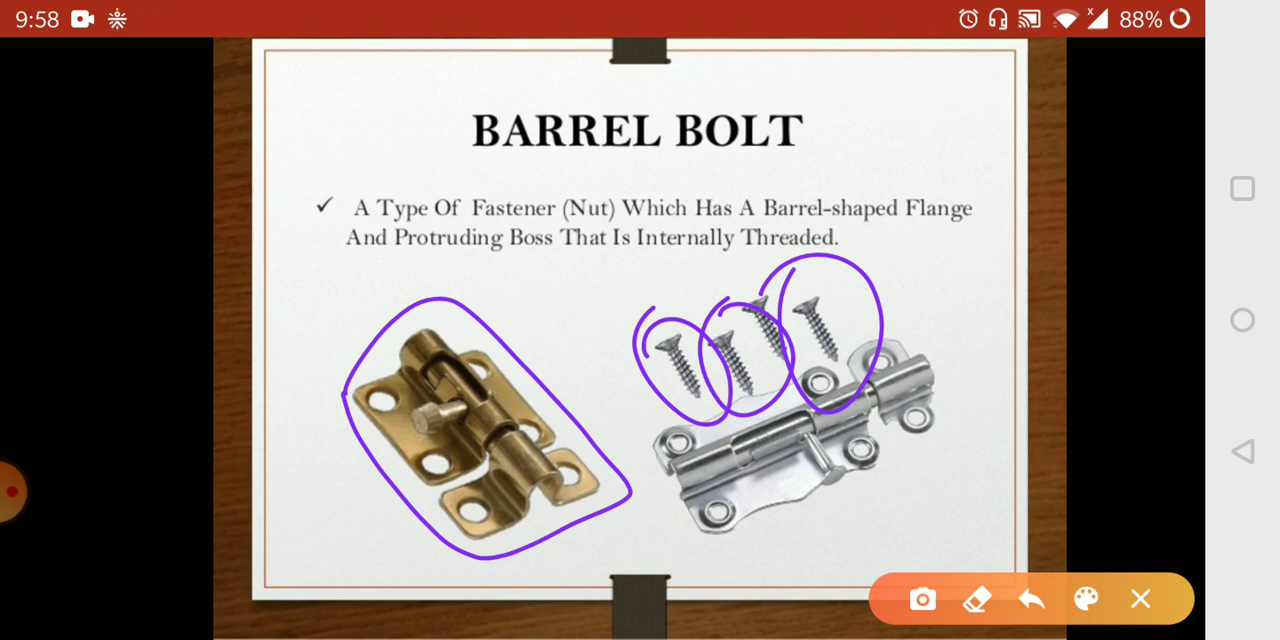 9:58
88%
BARREL BOLT
A Type Of Fastener (Nut) Which Has A Barrel-shaped Flange
And Protruding Boss That Is Internally Threaded.